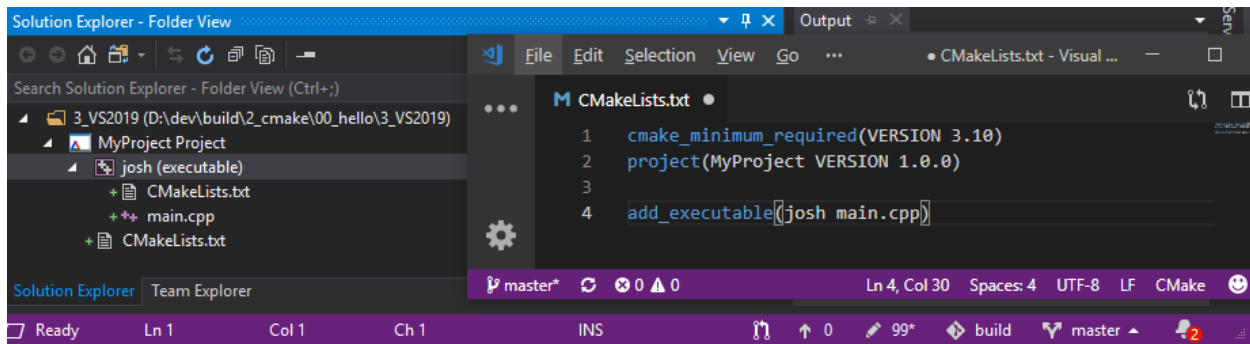 Solution Explorer - Folder View
Output
Search Solution Explorer - Folder View (Ctrl+;)
3_VS2019 (D:\dev\build\2_cmake\00_hello\3_VS2019)
MyProject Project
josh (executable)
CMakeLists.txt
main.cpp
CMakeLists.txt
Solution Explorer Team Explorer
File Edit Selection View Go ··· ● CMakeLists.txt - Visual ...
CMakeLists.txt ●
1 cmake_minimum_required(VERSION 3.10)
2 project(MyProject VERSION 1.0.0)
3
4 add_executable(josh main.cpp)
master* 0 0 Ln 4, Col 30 Spaces: 4 UTF-8 LF CMake
Ready Ln 1 Col 1 Ch 1 INS 0 99* build master 2